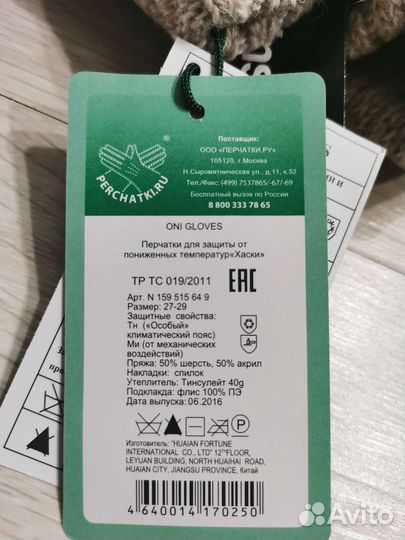 PERCHATKI.RU
®
Поставщик:
ООО «ПЕРЧАТКИ.РУ»
105120, г.Москва
Н.Сыромятническая ул., д.11, к.52
Тел./Факс: (499) 7537865/-67/-69
Бесплатный вызов по России
8 800 333 78 65
ONI GLOVES
Перчатки для защиты от
пониженных температур«Хаски»
ТР ТС 019/2011
ЕАС
Арт. N 159 515 64 9
Размер: 27-29
Защитные свойства:
Тн («Особый»
климатический пояс)
Ми (от механических
воздействий)
Пряжа: 50% шерсть, 50% акрил
Накладки: спилок
Утеплитель: Тинсулейт 40g
Подкладка: флис 100% ПЭ
Дата выпуска: 06.2016
P
Изготовитель: "HUAIAN FORTUNE
INTERNATIONAL CO., LTD" 12THFLOOR,
LEYUAN BUILDING, NORTH HUAIHAI ROAD,
HUAIAN CITY, JIANGSU PROVINCE, Китай
4 640014 170250
Avito